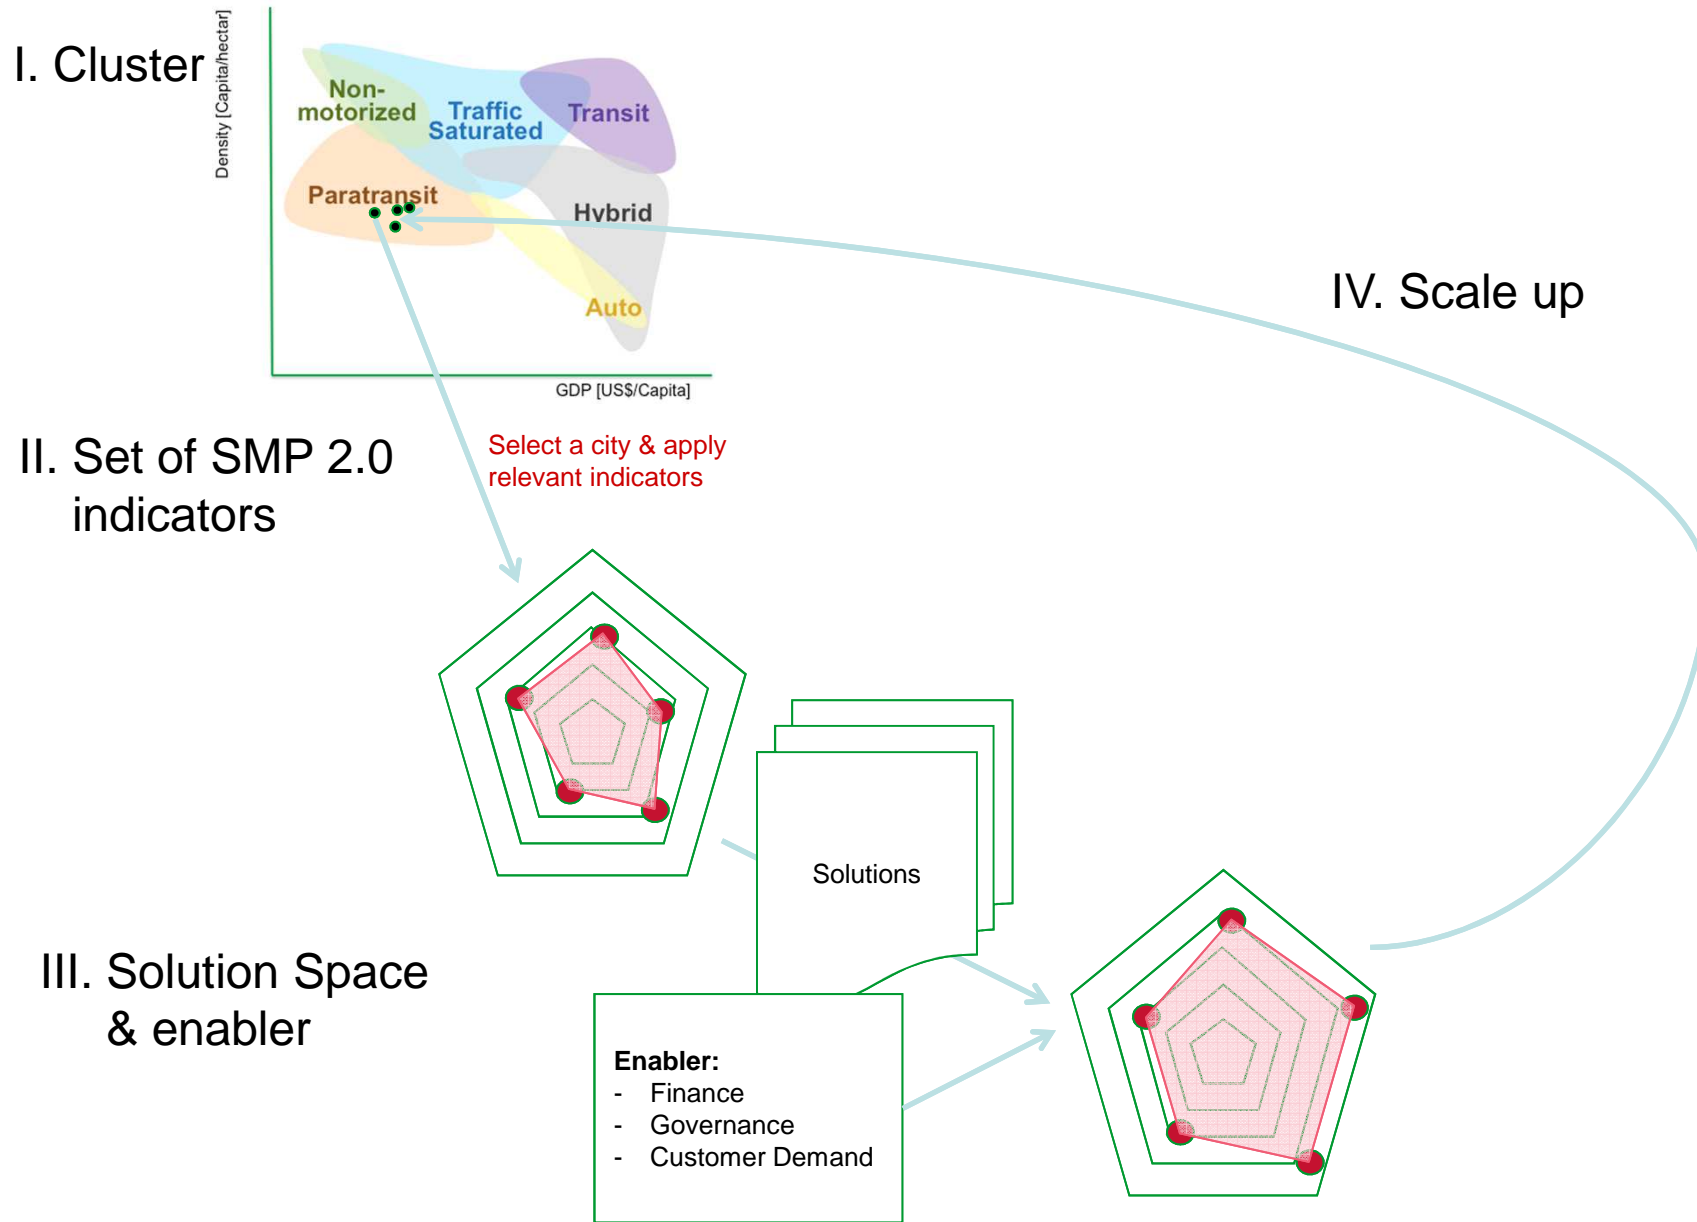 I. Cluster
Density [Capita/hectar]
Non-
motorized
Traffic
Saturated
Transit
Paratransit
Hybrid
Auto
GDP [US$/Capita]
IV. Scale up
II. Set of SMP 2.0
indicators
Select a city & apply
relevant indicators
Solutions
III. Solution Space
& enabler
Enabler:
- Finance
- Governance
- Customer Demand